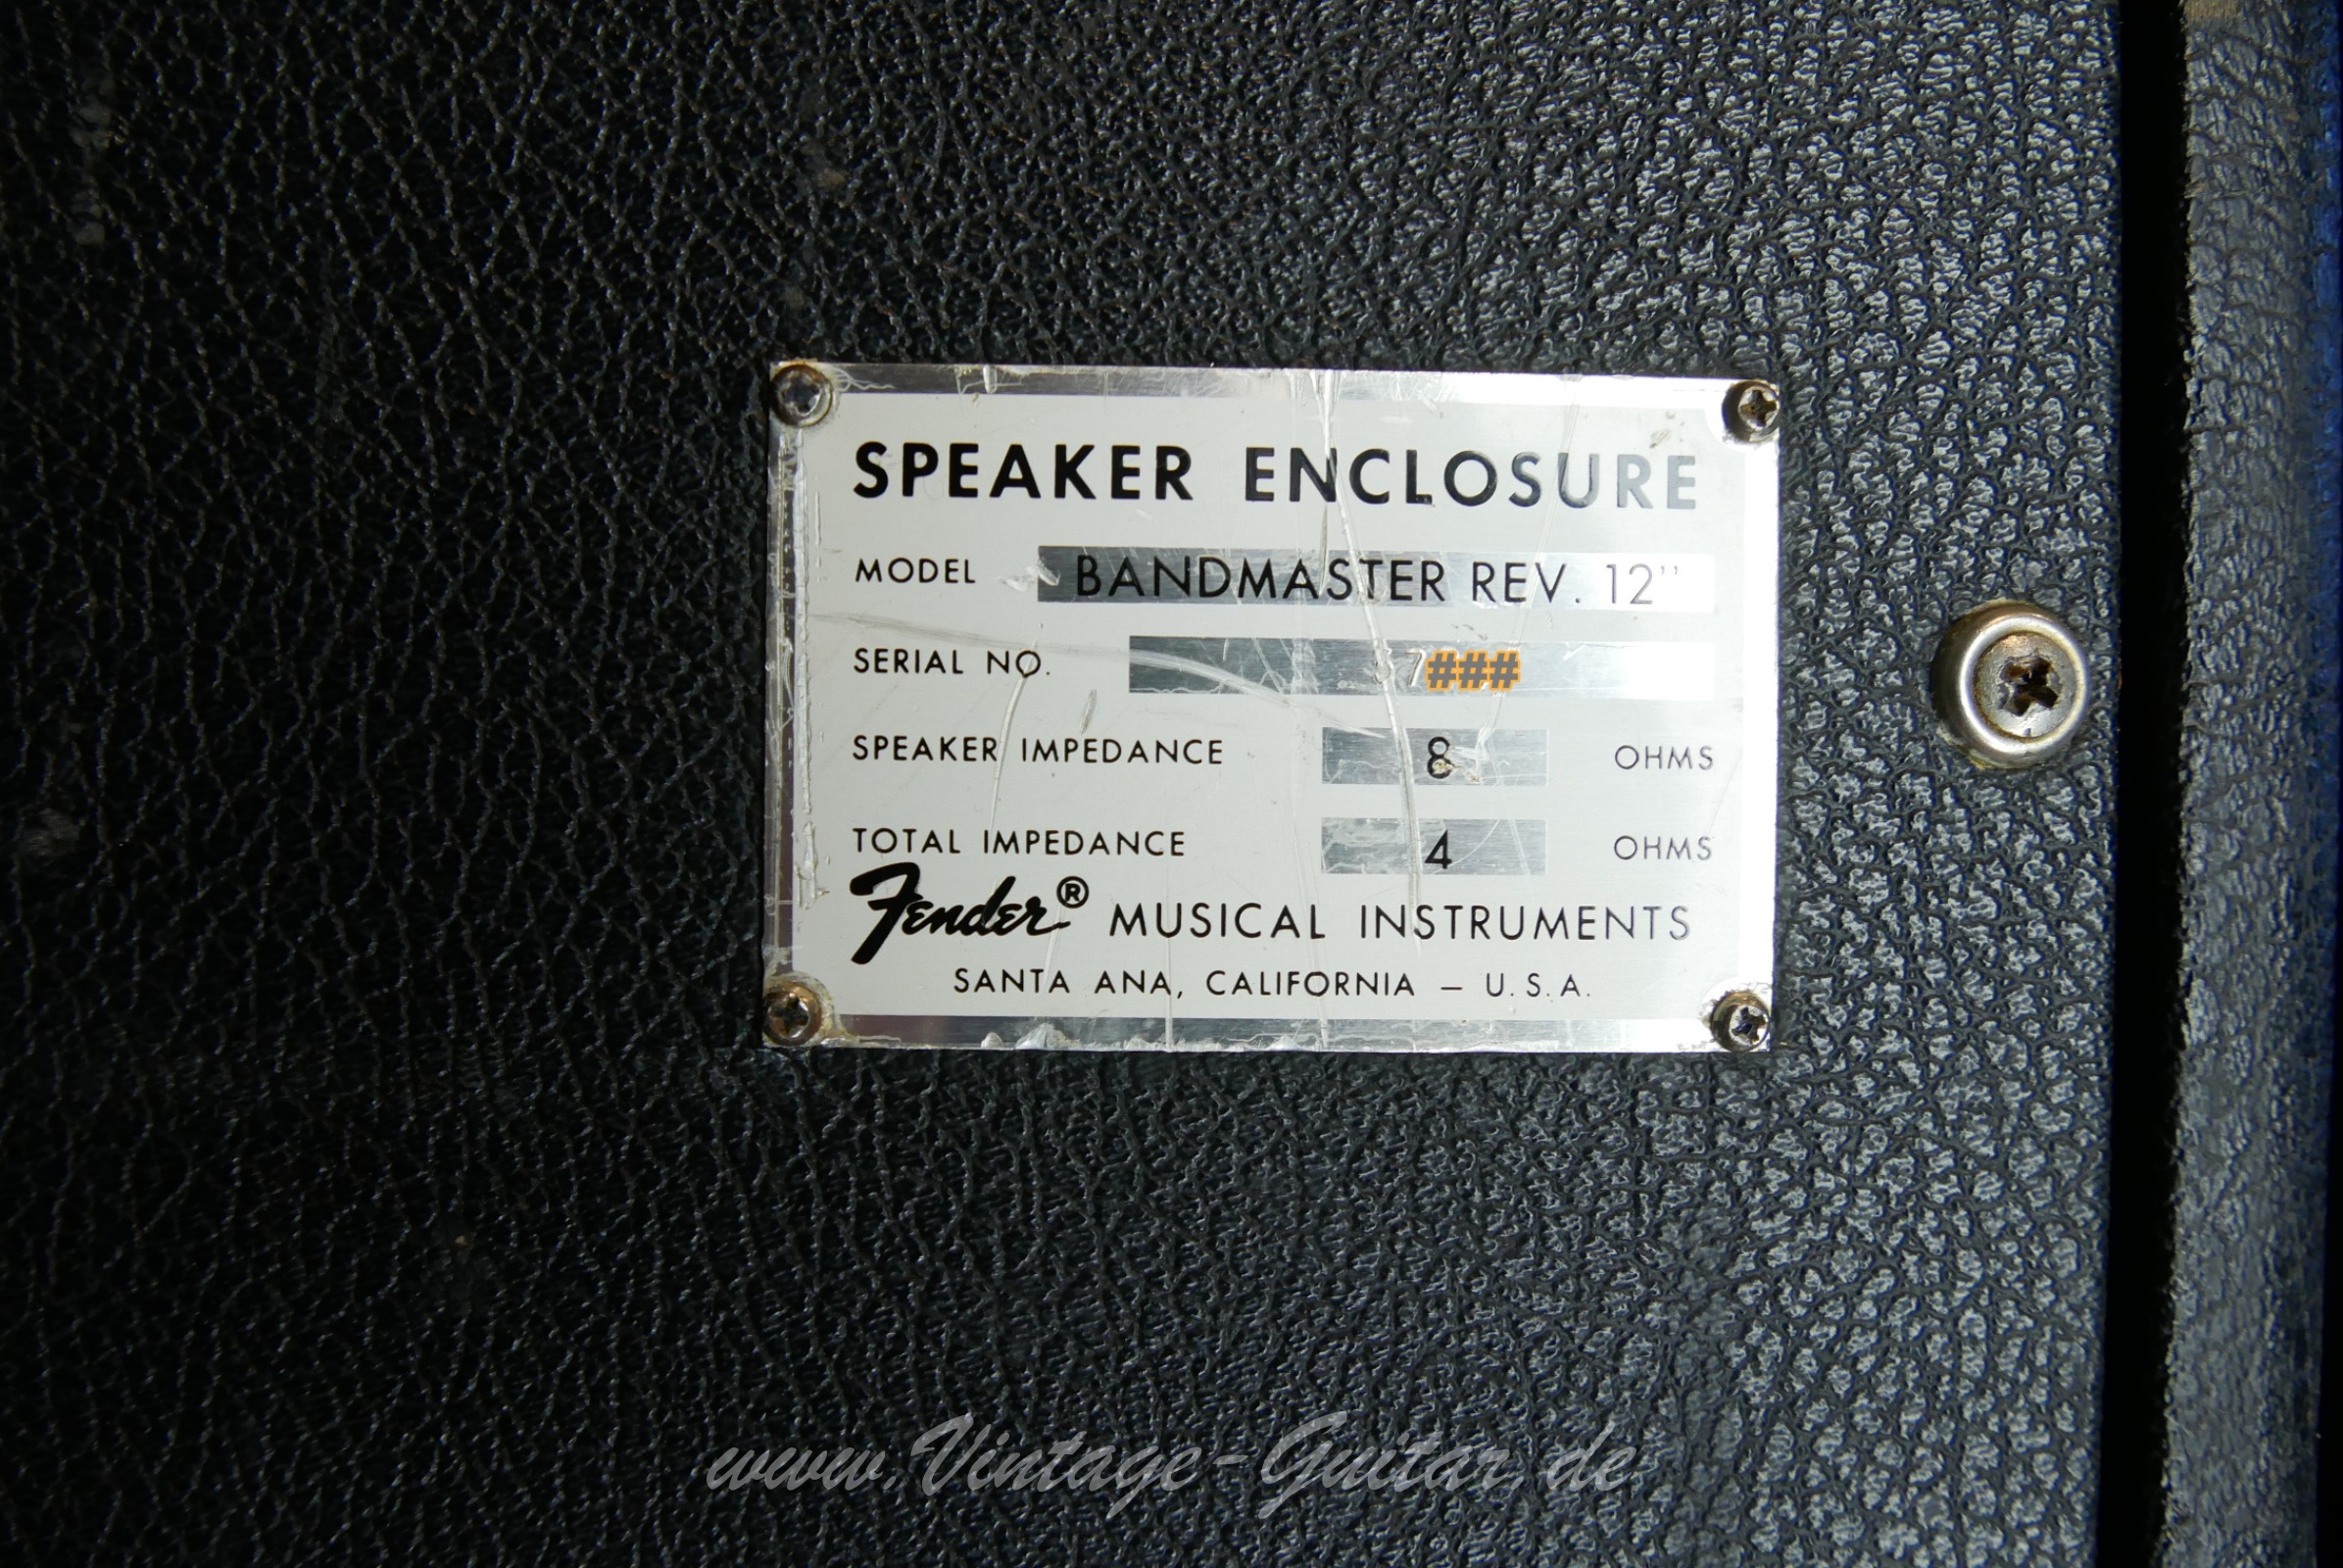 SPEAKER ENCLOSURE
MODEL BANDMASTER REV. 12"
SERIAL NO. 7###
SPEAKER IMPEDANCE 8 OHMS
TOTAL IMPEDANCE 4 OHMS
Fender® MUSICAL INSTRUMENTS
SANTA ANA, CALIFORNIA – U.S.A.
www.Vintage-Guitar.de